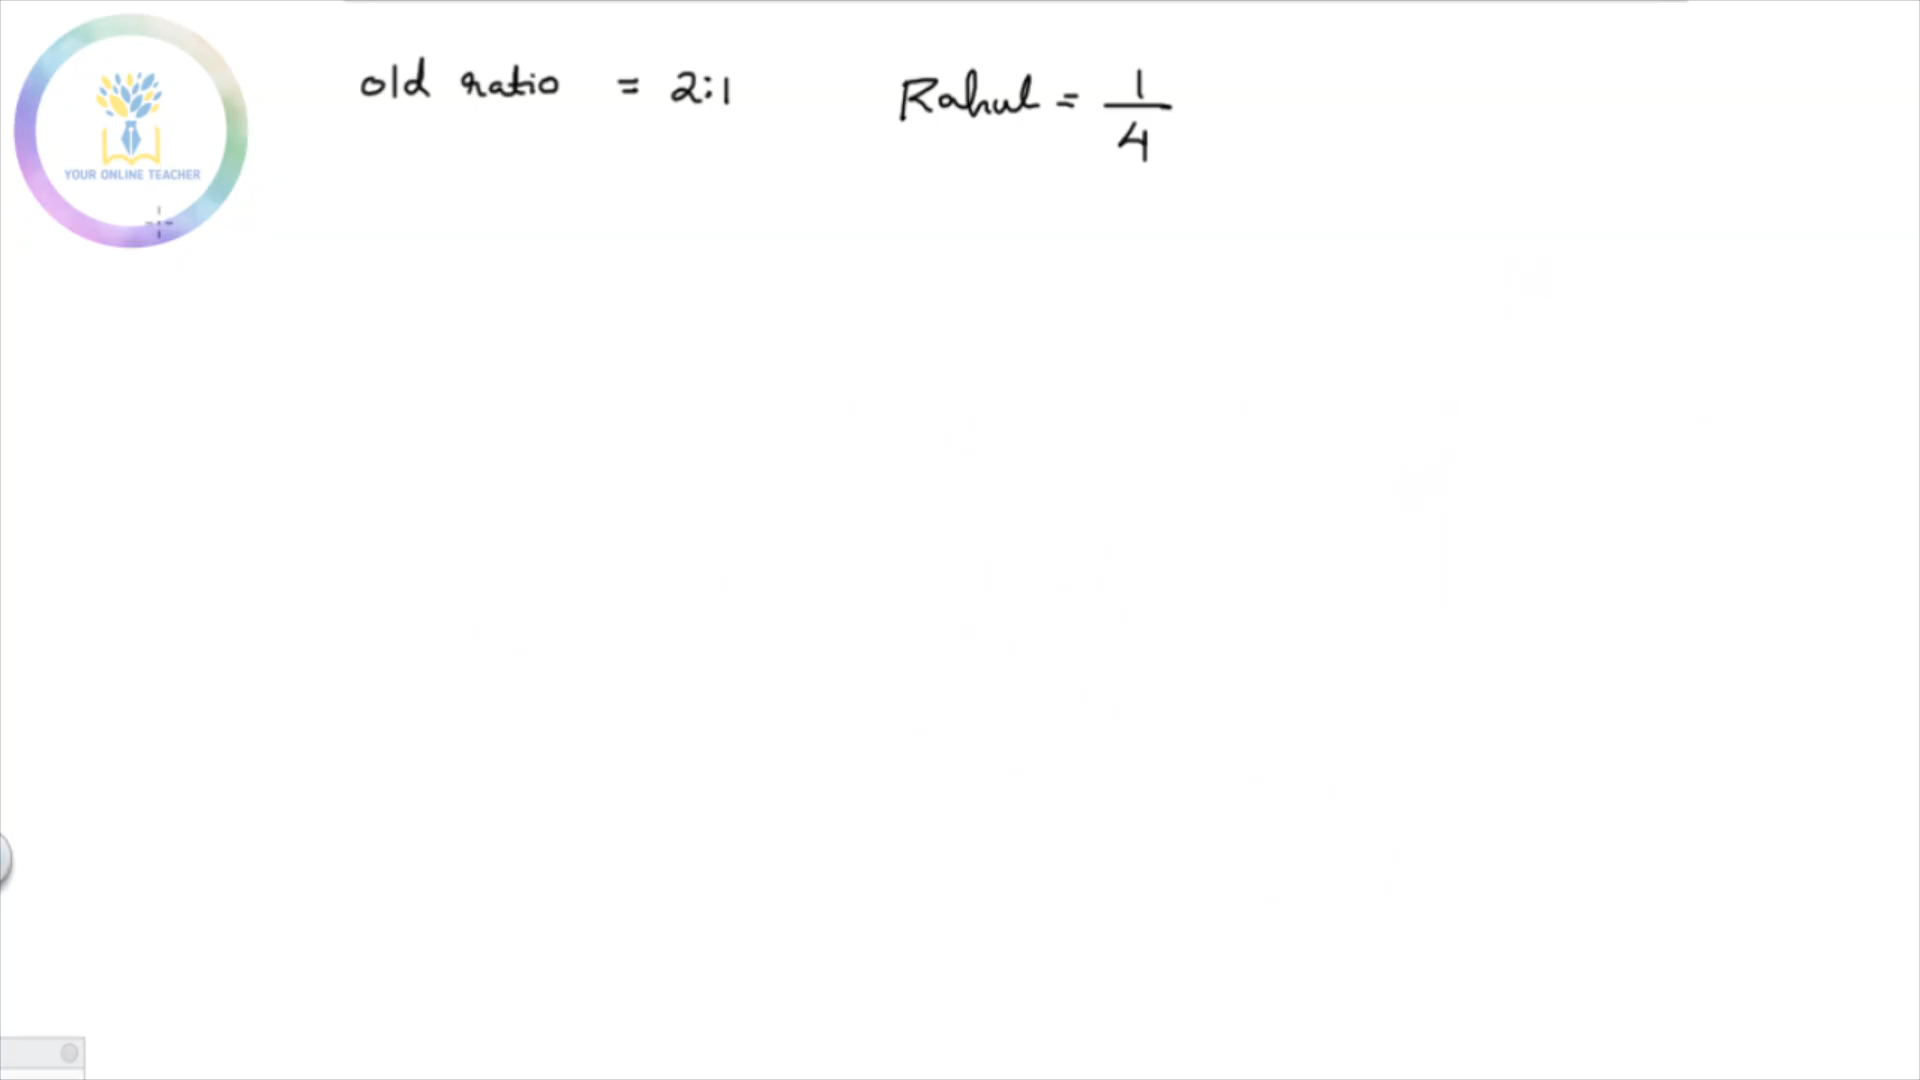 YOUR ONLINE TEACHER
old ratio = 2:1
Rahul = 1/4